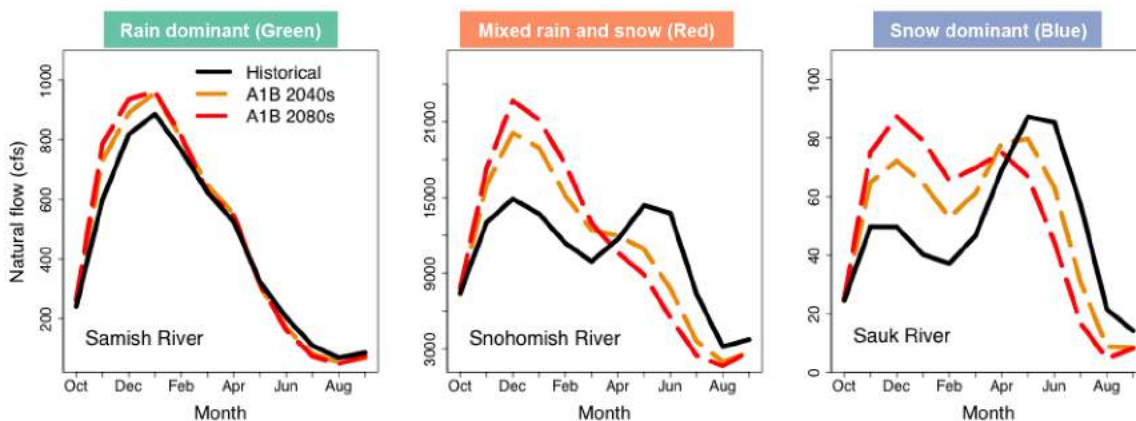 Rain dominant (Green)
Mixed rain and snow (Red)
Snow dominant (Blue)
Natural flow (cfs)
200
400
600
800
1000
Historical
A1B 2040s
A1B 2080s
Samish River
Oct
Dec
Feb
Apr
Jun
Aug
Month
3000
9000
15000
21000
Snohomish River
Oct
Dec
Feb
Apr
Jun
Aug
Month
0
20
40
60
80
100
Sauk River
Oct
Dec
Feb
Apr
Jun
Aug
Month